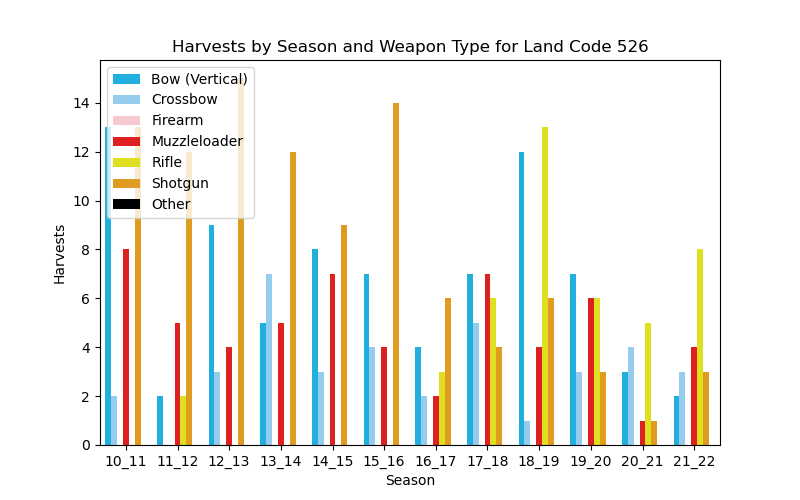 Harvests by Season and Weapon Type for Land Code 526
Bow (Vertical)
Crossbow
Firearm
Muzzleloader
Rifle
Shotgun
Other
Harvests
14
12
10
8
6
4
2
0
10_11 11_12 12_13 13_14 14_15 15_16 16_17 17_18 18_19 19_20 20_21 21_22
Season